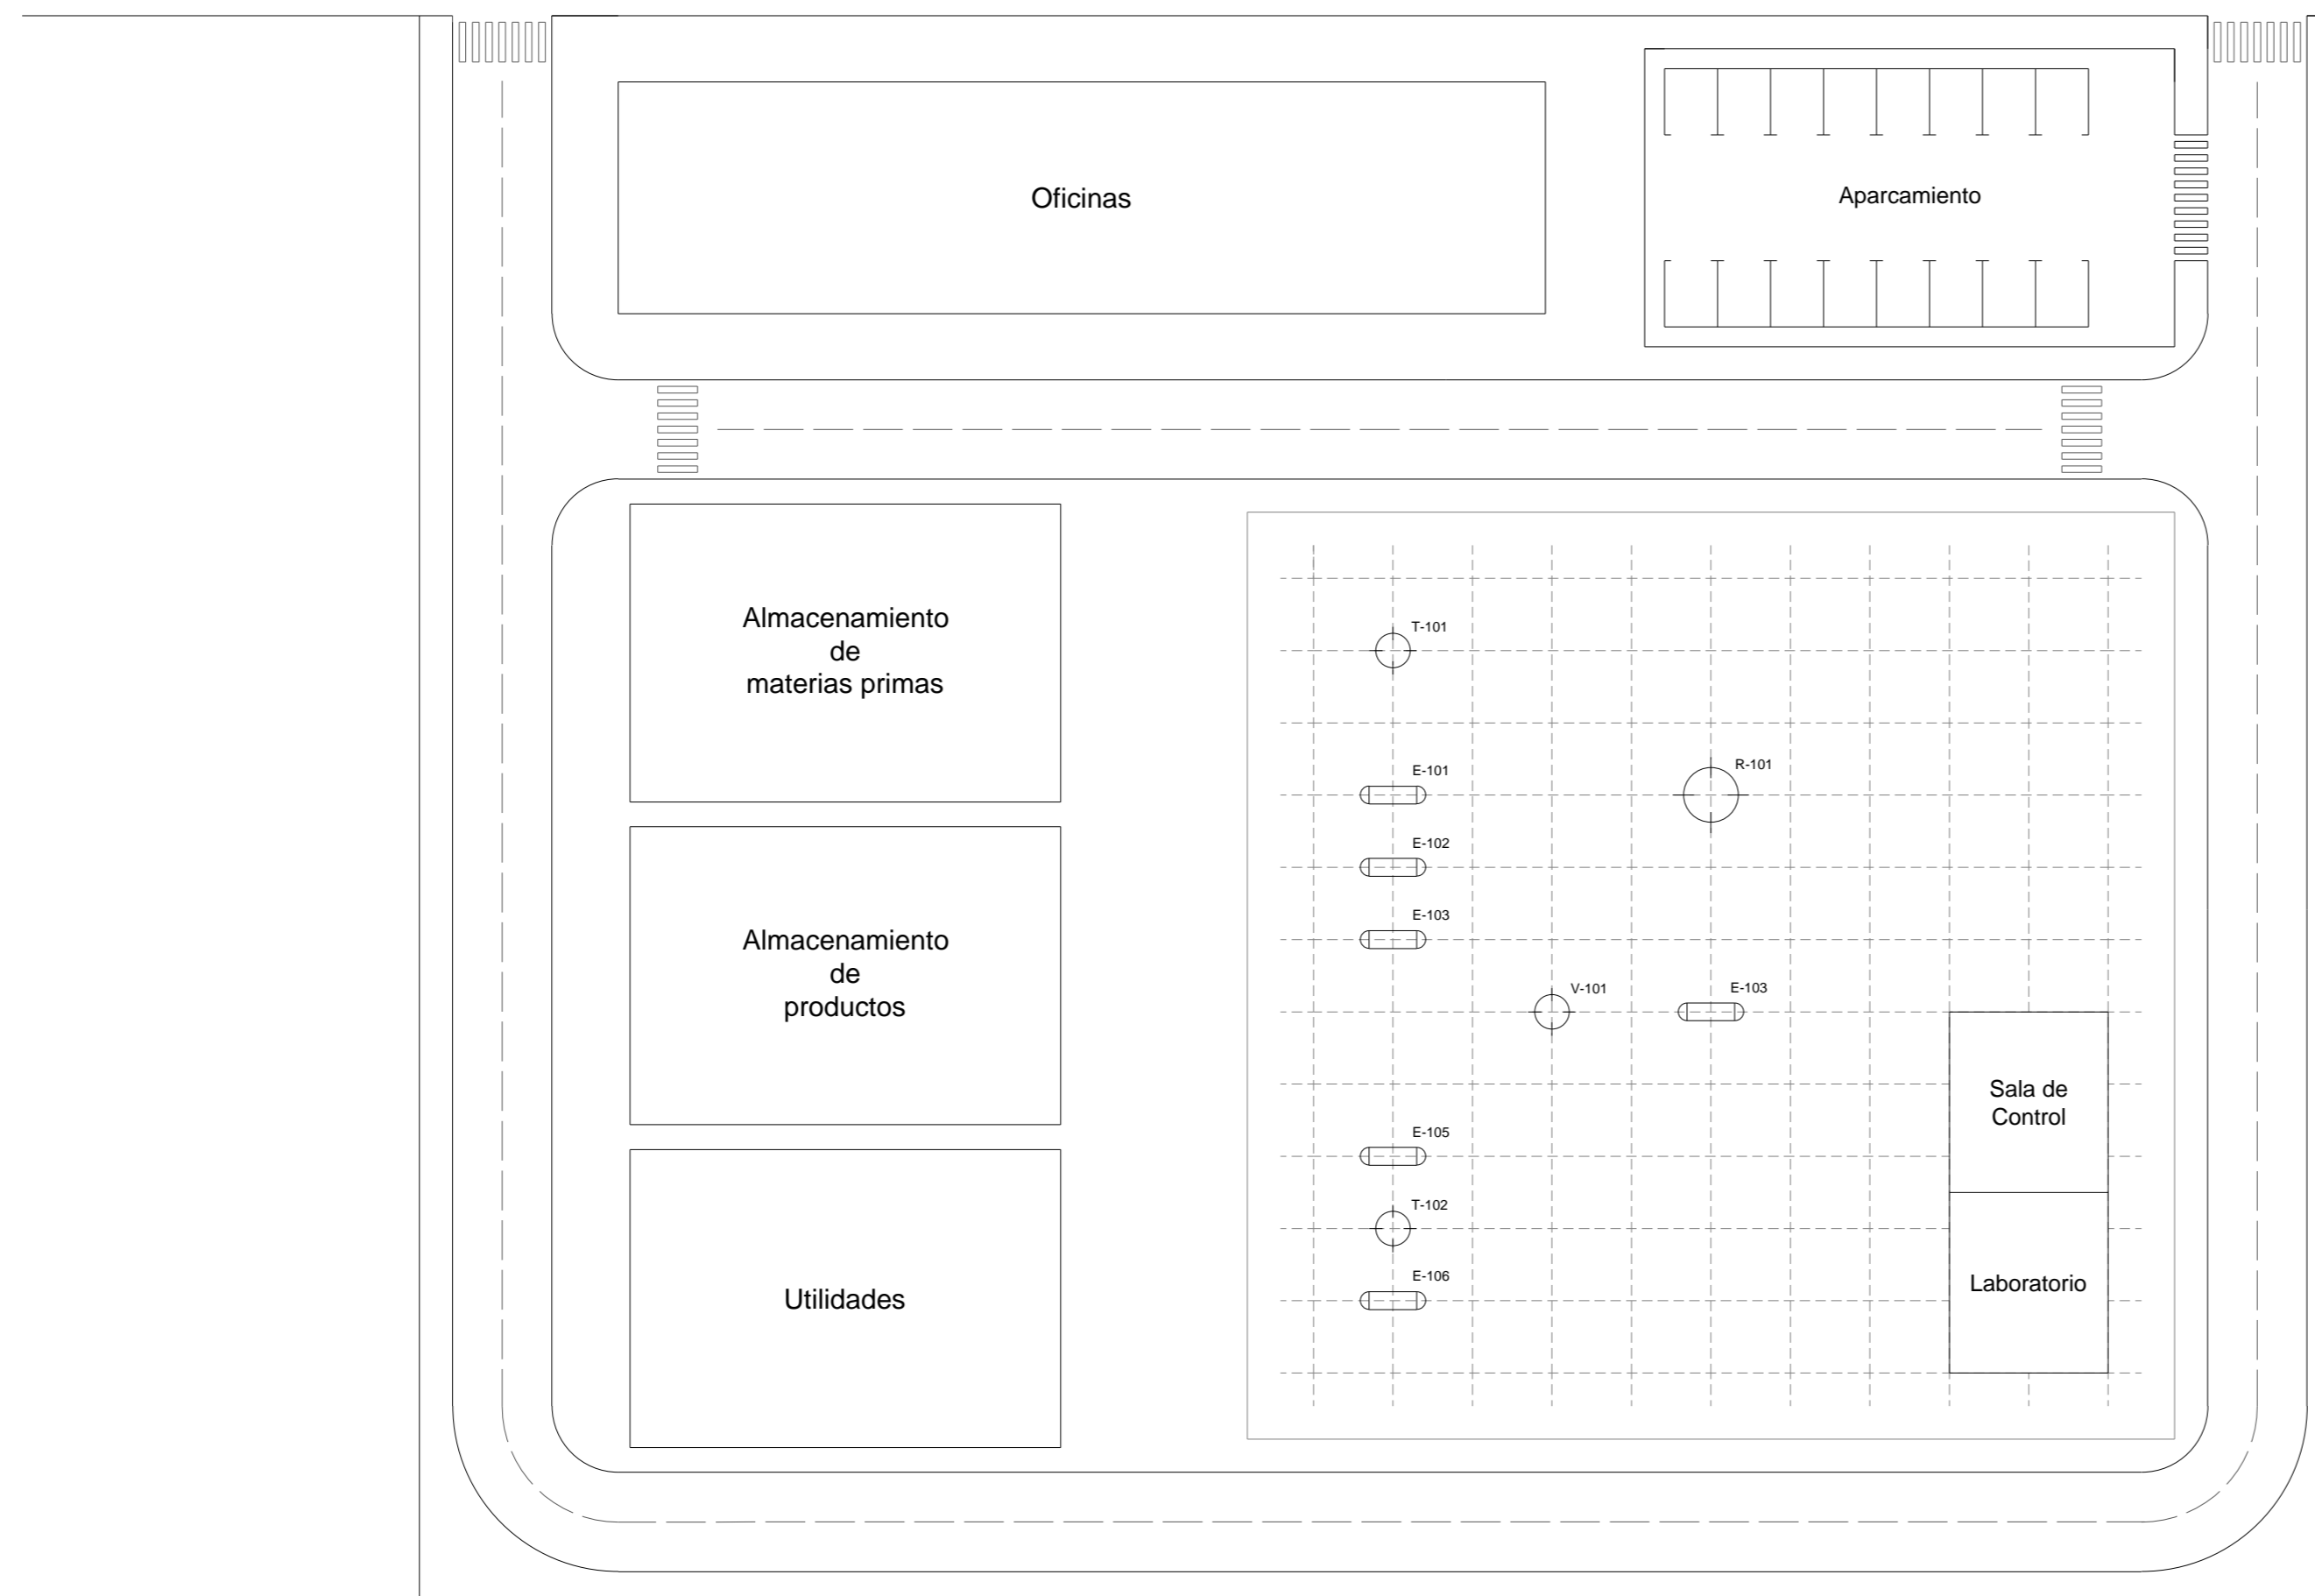 Oficinas
Aparcamiento
Almacenamiento
de
materias primas
Almacenamiento
de
productos
Utilidades
T-101
E-101
R-101
E-102
E-103
V-101
E-103
E-105
T-102
E-106
Sala de
Control
Laboratorio